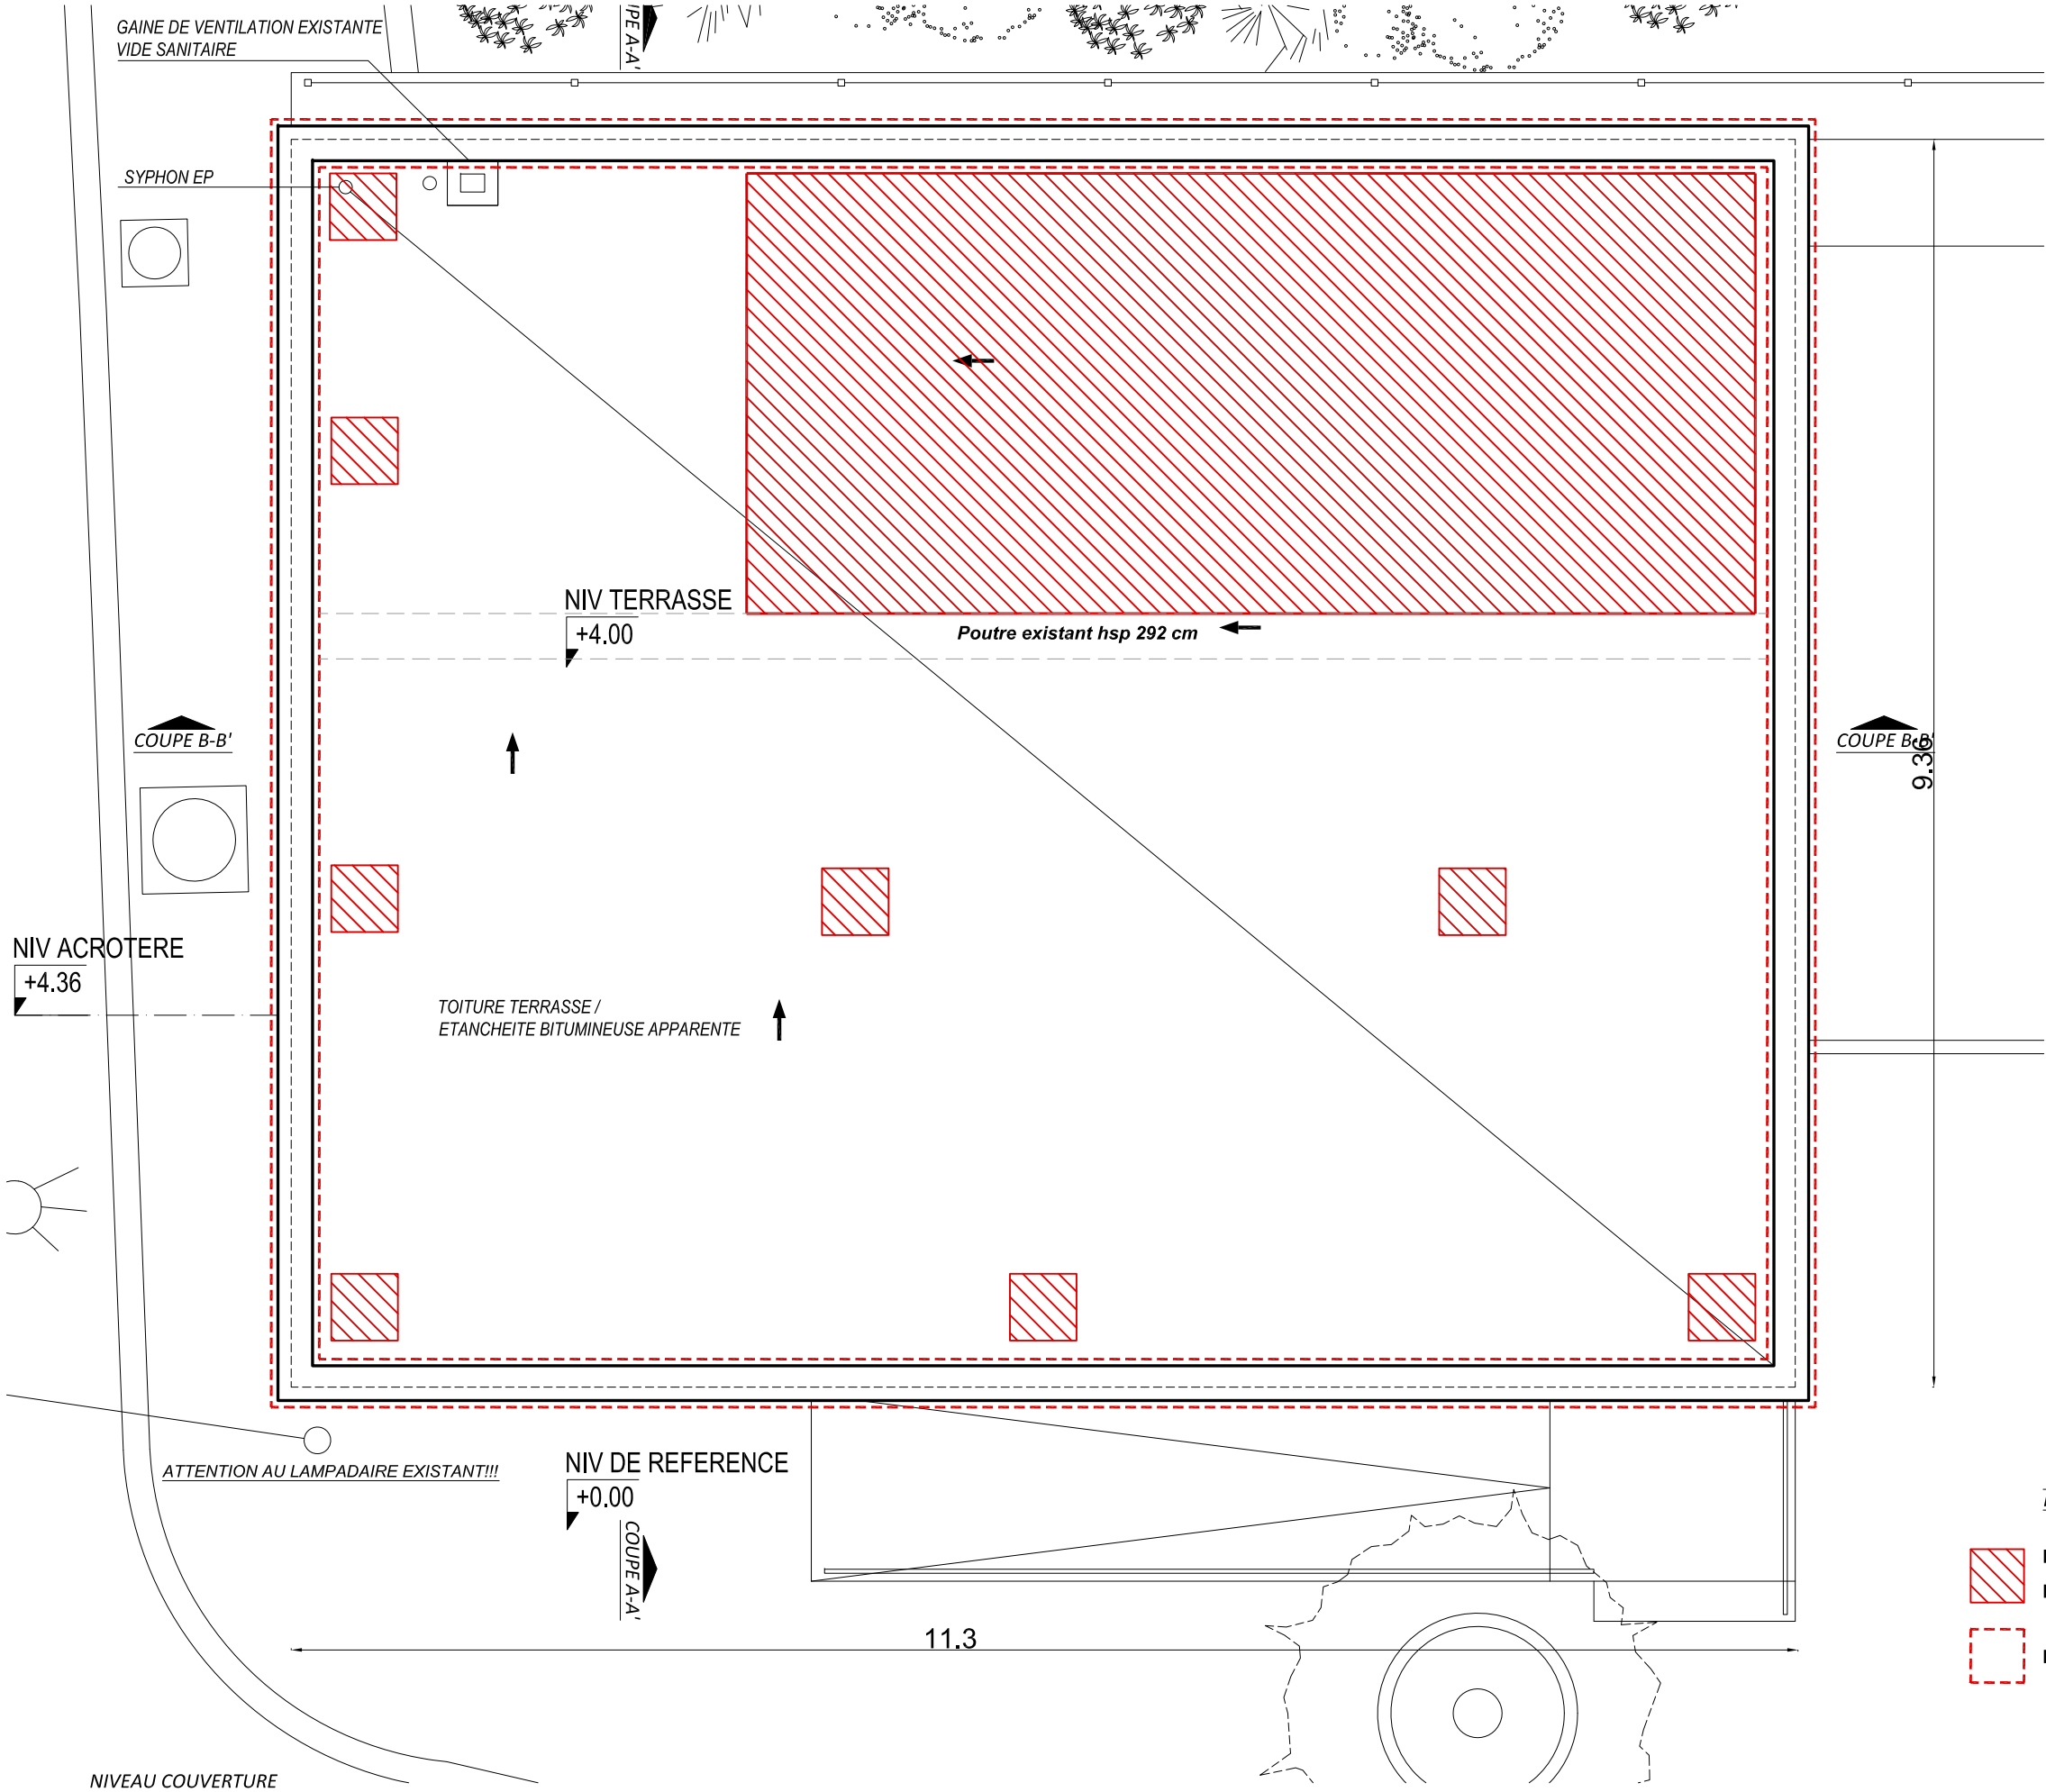 GAINE DE VENTILATION EXISTANTE
VIDE SANITAIRE
SYPHON EP
NIV TERRASSE
+4.00
Poutre existant hsp 292 cm
COUPE B-B'
COUPE B-B'
9.36
NIV ACROTERE
+4.36
TOITURE TERRASSE /
ETANCHEITE BITUMINEUSE APPARENTE
ATTENTION AU LAMPADAIRE EXISTANT!!!
NIV DE REFERENCE
+0.00
COUPE A-A'
11.3
NIVEAU COUVERTURE